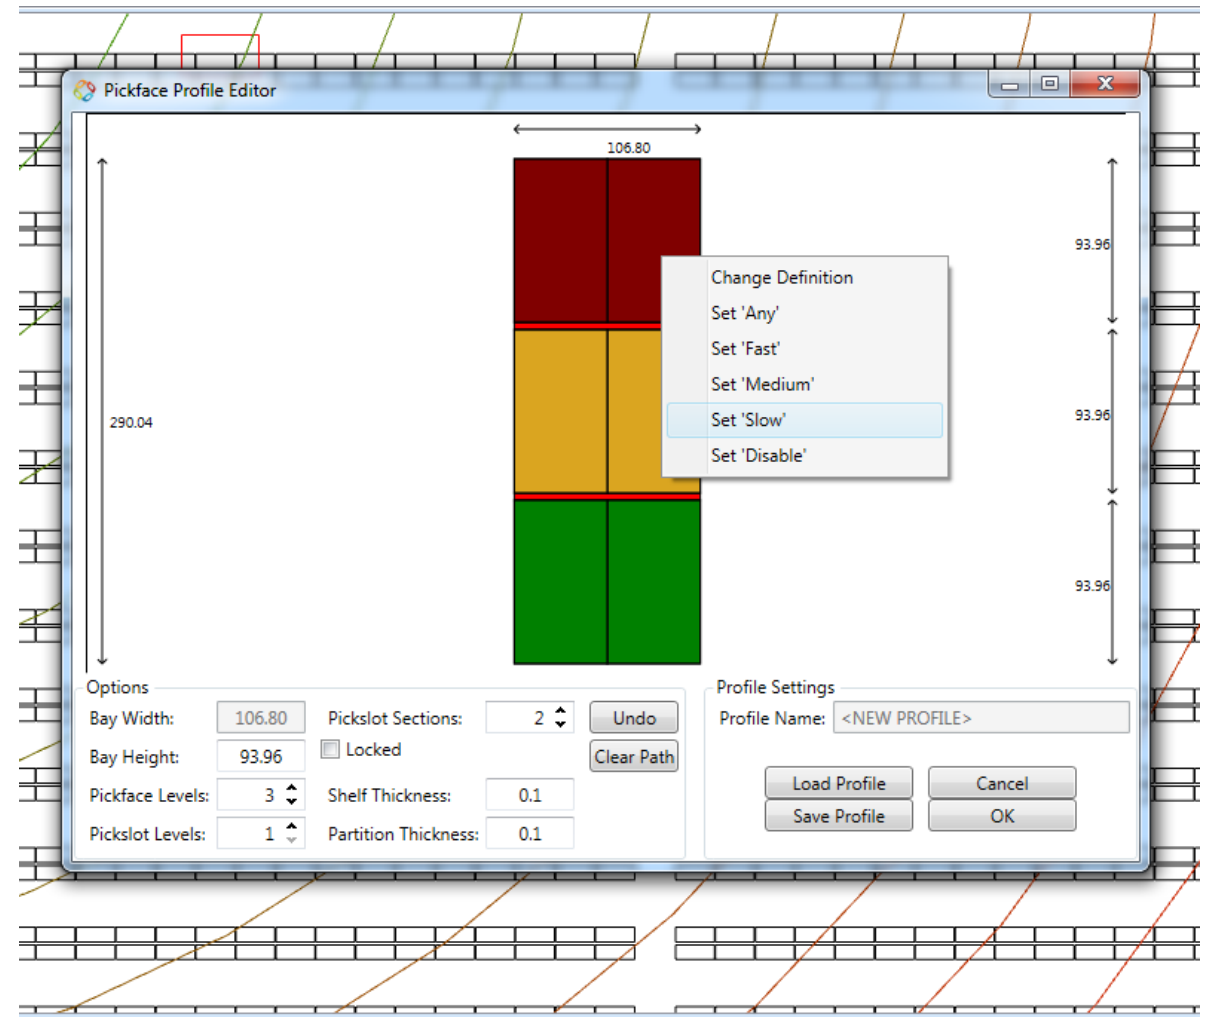 Pickface Profile Editor
106.80
93.96
Change Definition
Set 'Any'
Set 'Fast'
Set 'Medium'
Set 'Slow'
Set 'Disable'
290.04
93.96
93.96
Options
Bay Width: 106.80 Pickslot Sections: 2 Undo
Bay Height: 93.96 Locked Clear Path
Pickface Levels: 3 Shelf Thickness: 0.1
Pickslot Levels: 1 Partition Thickness: 0.1
Profile Settings
Profile Name: <NEW PROFILE>
Load Profile Cancel
Save Profile OK